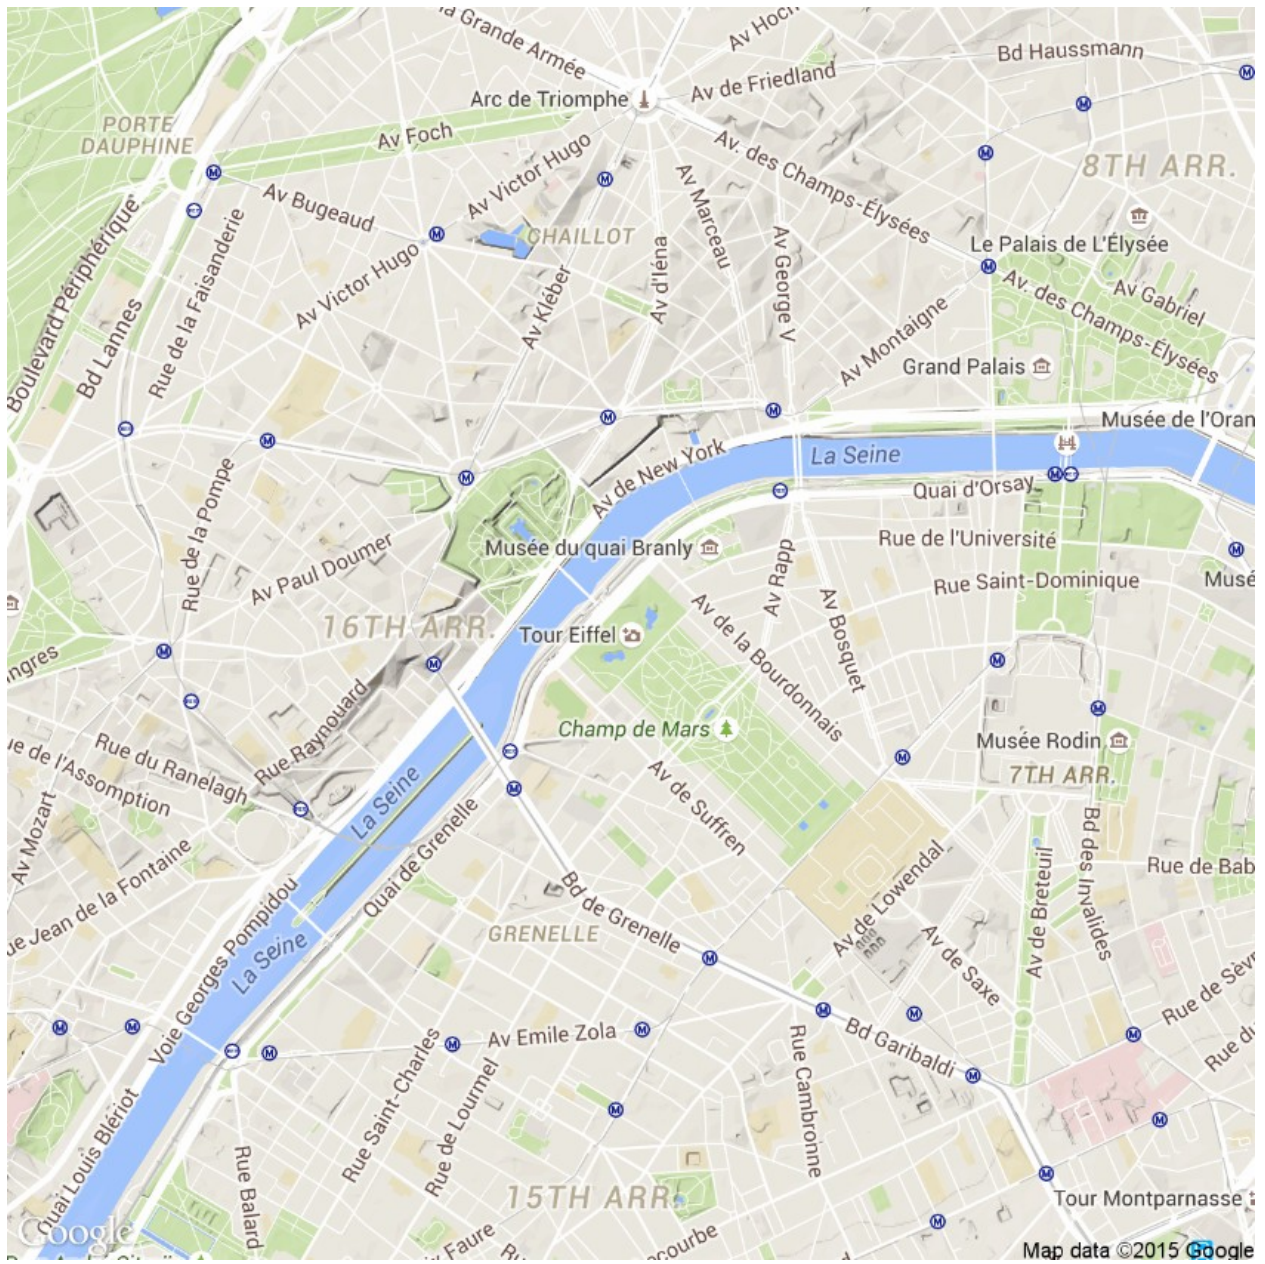 la Grande Armée
Av Hoch
Bd Haussmann
Av de Friedland
Arc de Triomphe
PORTE
DAUPHINE
Av Foch
Av Victor Hugo
Av. des Champs-Élysées
8TH ARR.
Av Bugeaud
Av Marceau
CHAILLOT
Le Palais de L'Élysée
Boulevard Périphérique
Rue de la Faisanderie
Av Victor Hugo
Av Kléber
Av d'Iéna
Av George V
Av Gabriel
Av. des Champs-Élysées
Bd Lannes
Av Montaigne
Grand Palais
Musée de l'Oran
La Seine
Av de New York
Quai d'Orsay
Rue de la Pompe
Musée du quai Branly
Rue de l'Université
Av Paul Doumer
Av Rapp
Rue Saint-Dominique
Musé
16TH ARR.
Tour Eiffel
Av de la Bourdonnais
Av Bosquet
ngres
Rue Raynouard
Champ de Mars
Musée Rodin
7TH ARR.
ue de l'Assomption
Rue du Ranelagh
La Seine
Av de Suffren
Av Mozart
Quai de Grenelle
Bd des Invalides
Rue de Bab
ue Jean de la Fontaine
Bd de Grenelle
Av de Lowendal
Av de Breteuil
GRENELLE
La Seine
Voie Georges Pompidou
Av de Saxe
Rue de Sèvr
Av Emile Zola
Bd Garibaldi
Rue du
Rue Saint-Charles
Rue de Lourmel
Rue Cambronne
Quai Louis Blériot
Rue Balard
15TH ARR.
Tour Montparnasse
Google
ix Faure
Ru
ecourbe
Map data ©2015 Google